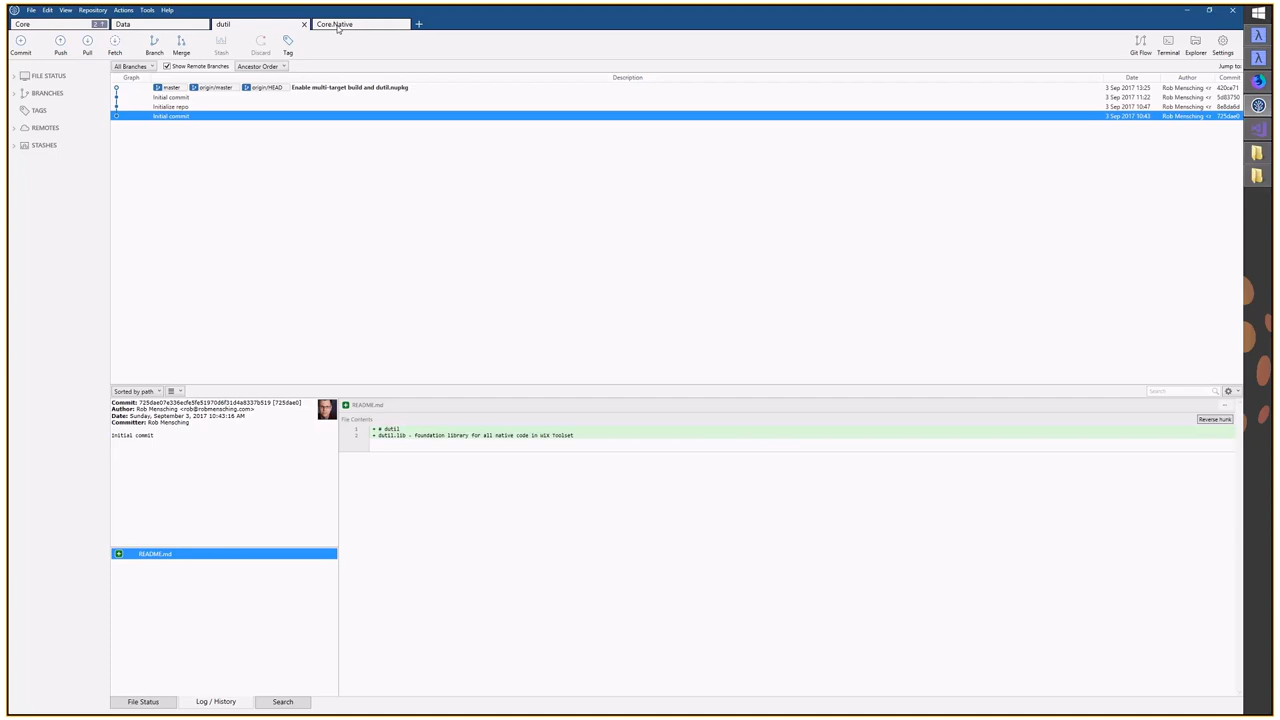 File Edit View Repository Actions Tools Help
Core 2 Data dutil Core.Native
Commit Push Pull Fetch Branch Merge Stash Discard Tag Git Flow Terminal Explorer Settings
All Branches Show Remote Branches Ancestor Order Jump to:
Graph Description Date Author Commit
master origin/master origin/HEAD Enable multi-target build and dutil.nupkg 3 Sep 2017 13:25 Rob Mensching <r 420ce71
Initial commit 3 Sep 2017 11:22 Rob Mensching <r 5d83750
Initialize repo 3 Sep 2017 10:47 Rob Mensching <r 8e8da6d
Initial commit 3 Sep 2017 10:43 Rob Mensching <r 725dae0
FILE STATUS
BRANCHES
TAGS
REMOTES
STASHES
Sorted by path Search
Commit: 725dae07e336ecfe5fe51970d6f31d4a8337b519 [725dae0]
Author: Rob Mensching <rob@robmensching.com>
Date: Sunday, September 3, 2017 10:43:16 AM
Committer: Rob Mensching
Initial commit
README.md
README.md
File Contents Reverse hunk
1 + # dutil
2 + dutil.lib - foundation library for all native code in WiX Toolset
File Status Log / History Search